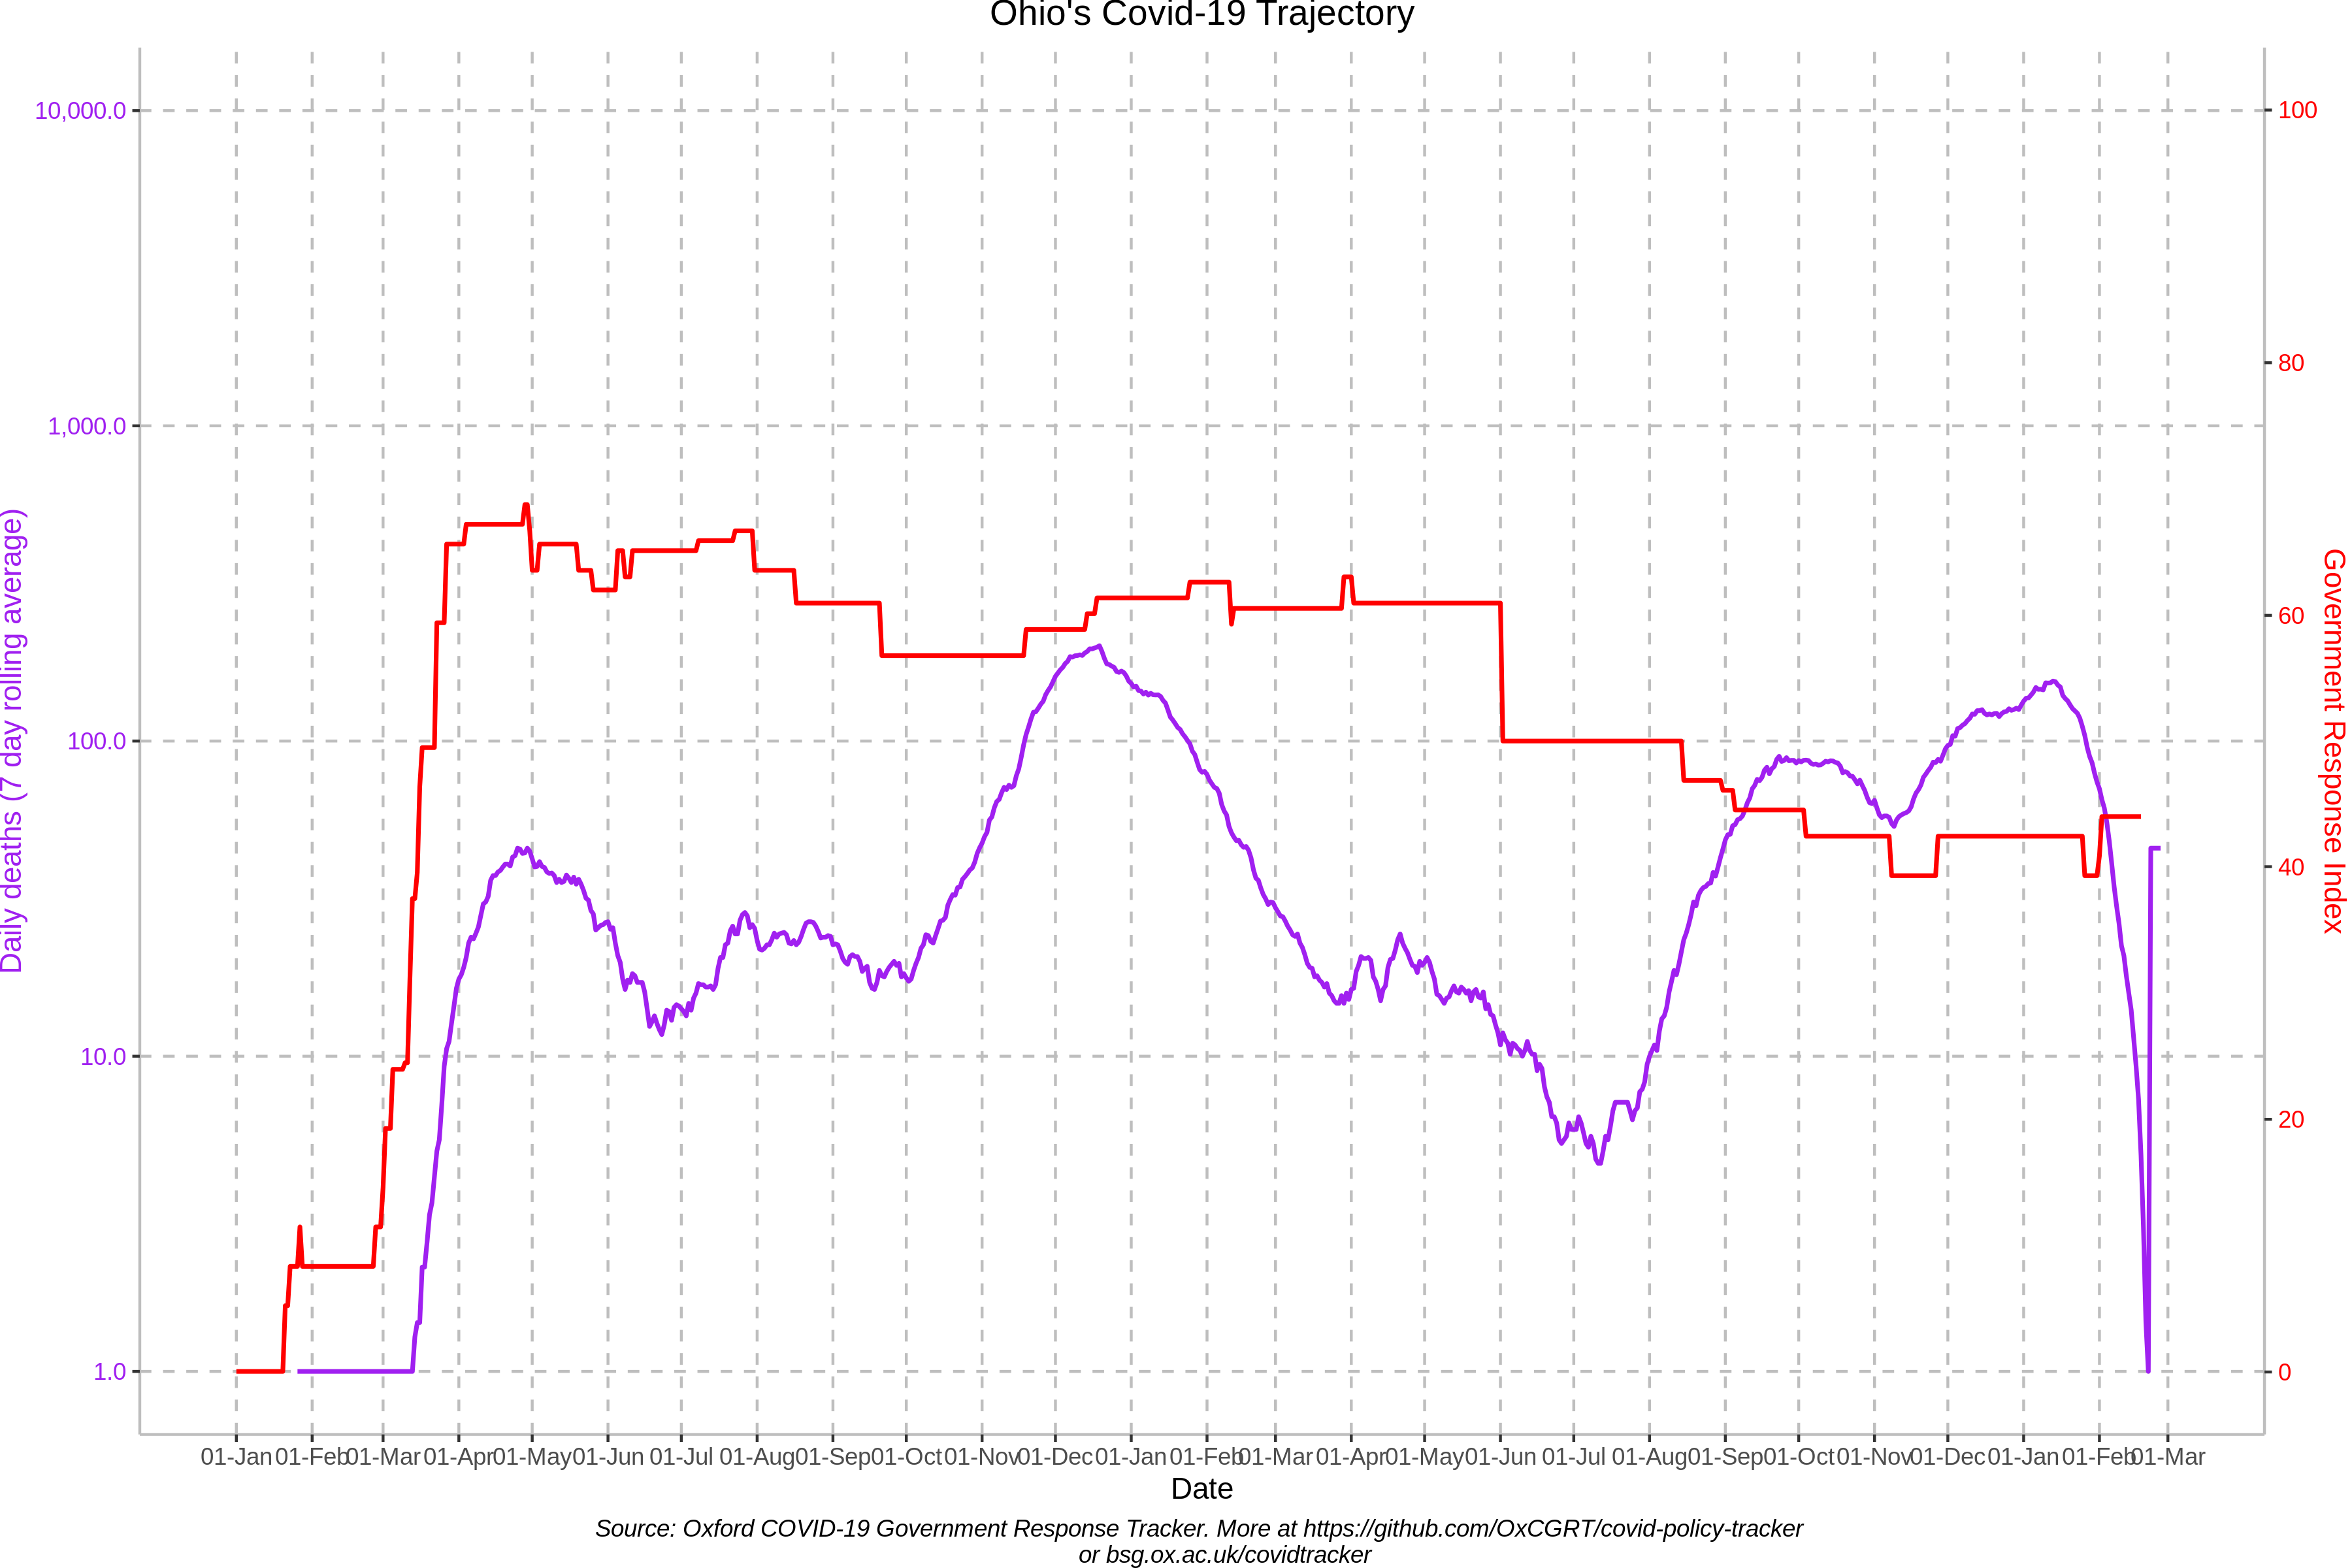 Ohio's Covid-19 Trajectory
10,000.0
1,000.0
100.0
10.0
1.0
Daily deaths (7 day rolling average)
100
80
60
40
20
0
Government Response Index
01-Jan 01-Feb 01-Mar 01-Apr 01-May 01-Jun 01-Jul 01-Aug 01-Sep 01-Oct 01-Nov 01-Dec 01-Jan 01-Feb 01-Mar 01-Apr 01-May 01-Jun 01-Jul 01-Aug 01-Sep 01-Oct 01-Nov 01-Dec 01-Jan 01-Feb 01-Mar
Date
Source: Oxford COVID-19 Government Response Tracker. More at https://github.com/OxCGRT/covid-policy-tracker
or bsg.ox.ac.uk/covidtracker